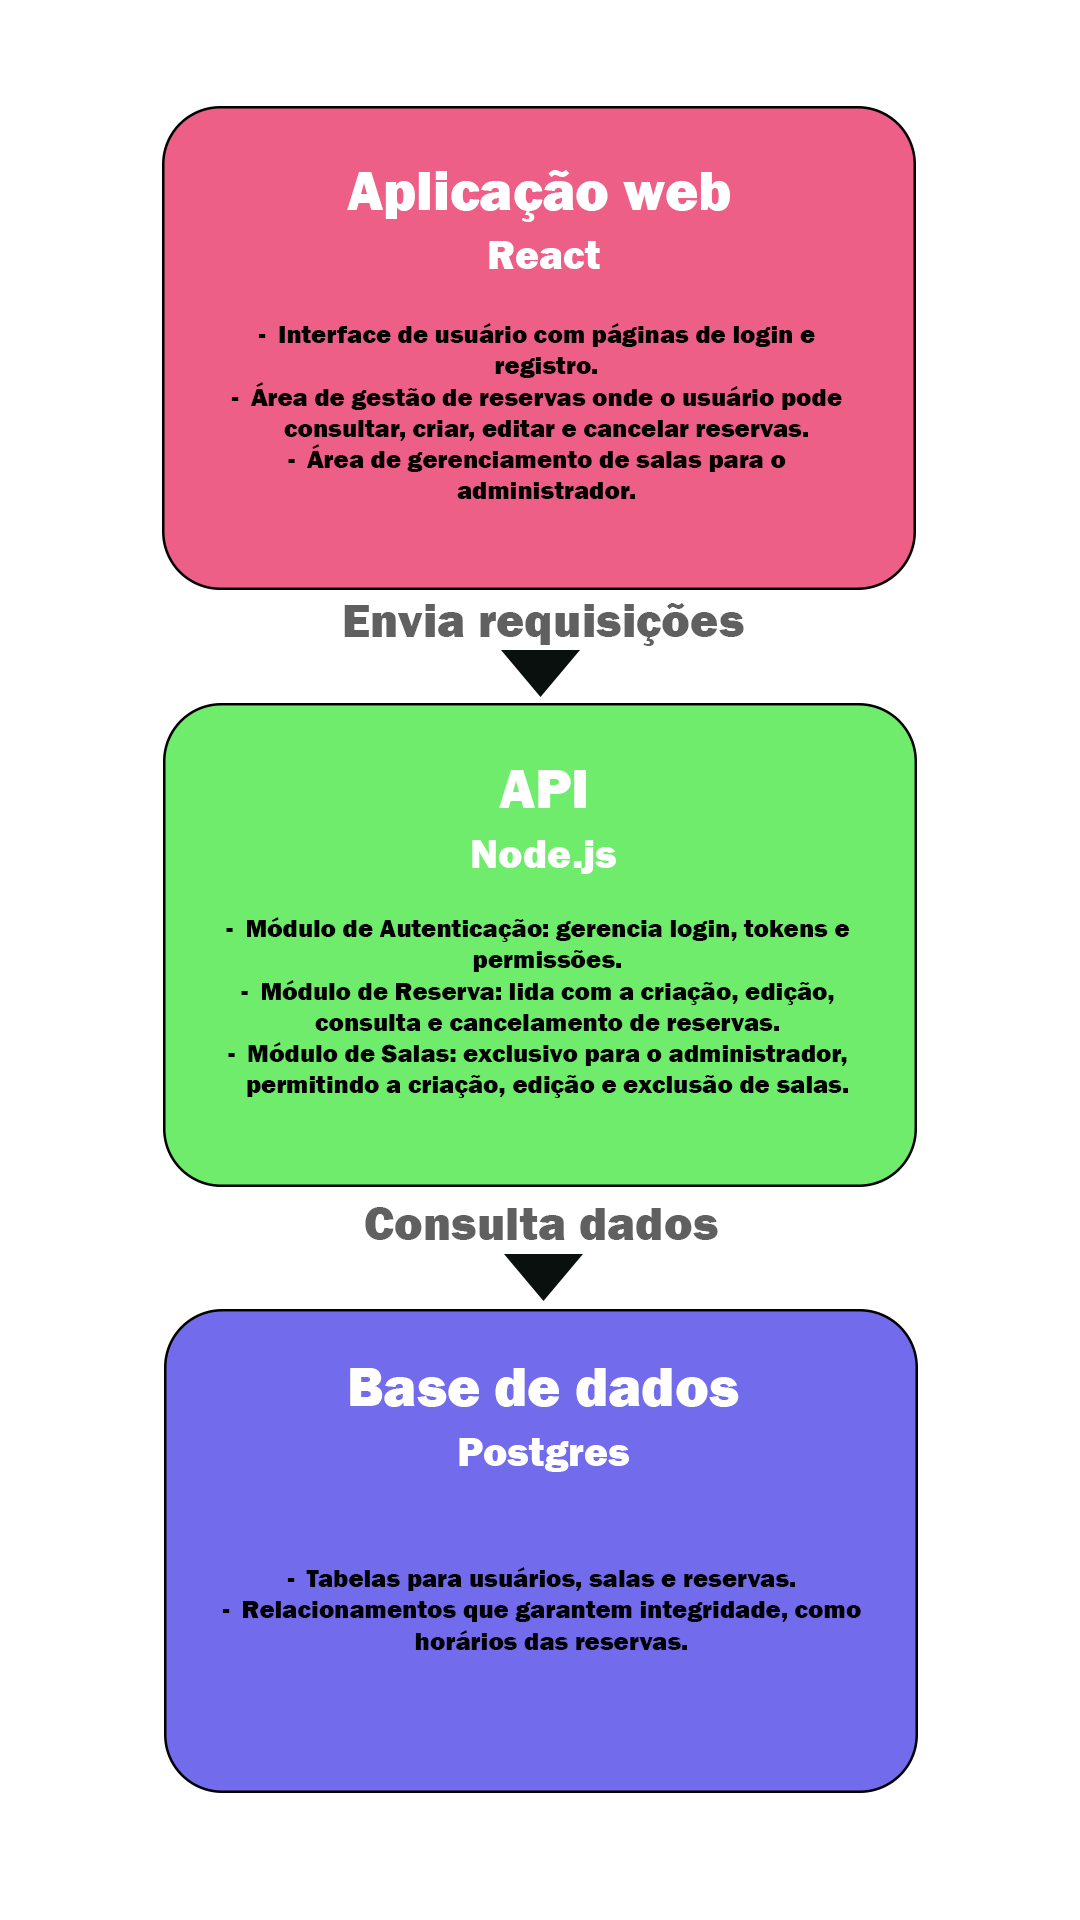 Aplicação web
React
- Interface de usuário com páginas de login e
registro.
- Área de gestão de reservas onde o usuário pode
consultar, criar, editar e cancelar reservas.
- Área de gerenciamento de salas para o
administrador.
Envia requisições
API
Node.js
- Módulo de Autenticação: gerencia login, tokens e
permissões.
- Módulo de Reserva: lida com a criação, edição,
consulta e cancelamento de reservas.
- Módulo de Salas: exclusivo para o administrador,
permitindo a criação, edição e exclusão de salas.
Consulta dados
Base de dados
Postgres
- Tabelas para usuários, salas e reservas.
- Relacionamentos que garantem integridade, como
horários das reservas.